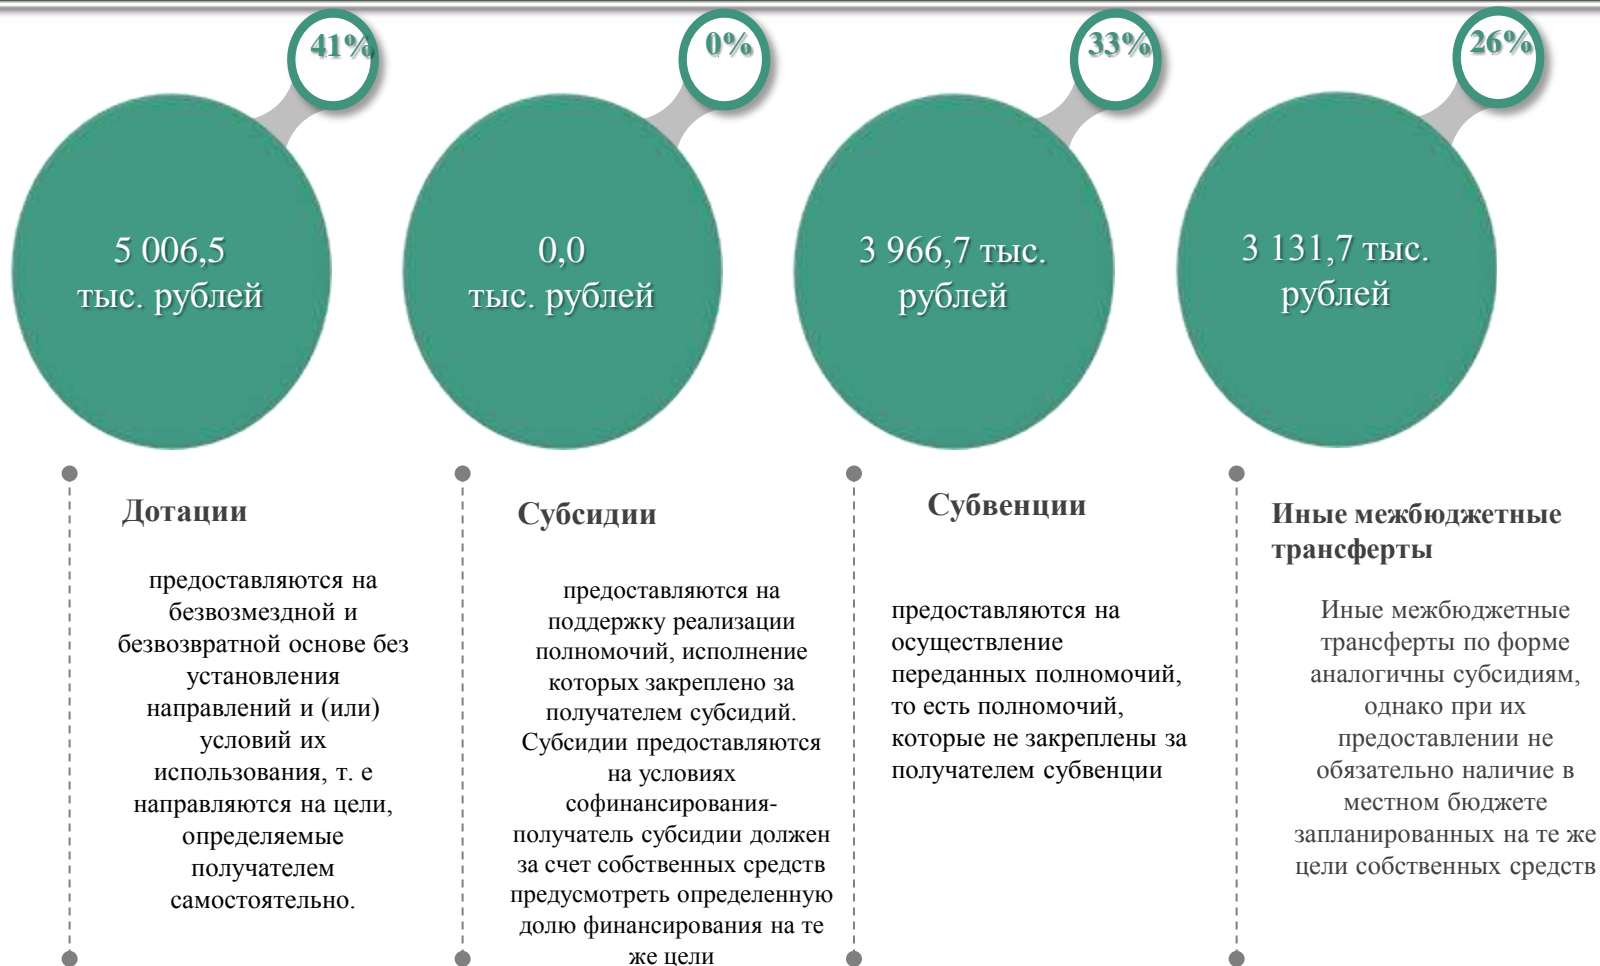 41%
5 006,5
тыс. рублей
Дотации
предоставляются на
безвозмездной и
безвозвратной основе без
установления
направлений и (или)
условий их
использования, т. е
направляются на цели,
определяемые
получателем
самостоятельно.
0%
0,0
тыс. рублей
Субсидии
предоставляются на
поддержку реализации
полномочий, исполнение
которых закреплено за
получателем субсидий.
Субсидии предоставляются
на условиях
софинансирования-
получатель субсидии должен
за счет собственных средств
предусмотреть определенную
долю финансирования на те
же цели
33%
3 966,7 тыс.
рублей
Субвенции
предоставляются на
осуществление
переданных полномочий,
то есть полномочий,
которые не закреплены за
получателем субвенции
26%
3 131,7 тыс.
рублей
Иные межбюджетные
трансферты
Иные межбюджетные
трансферты по форме
аналогичны субсидиям,
однако при их
предоставлении не
обязательно наличие в
местном бюджете
запланированных на те же
цели собственных средств